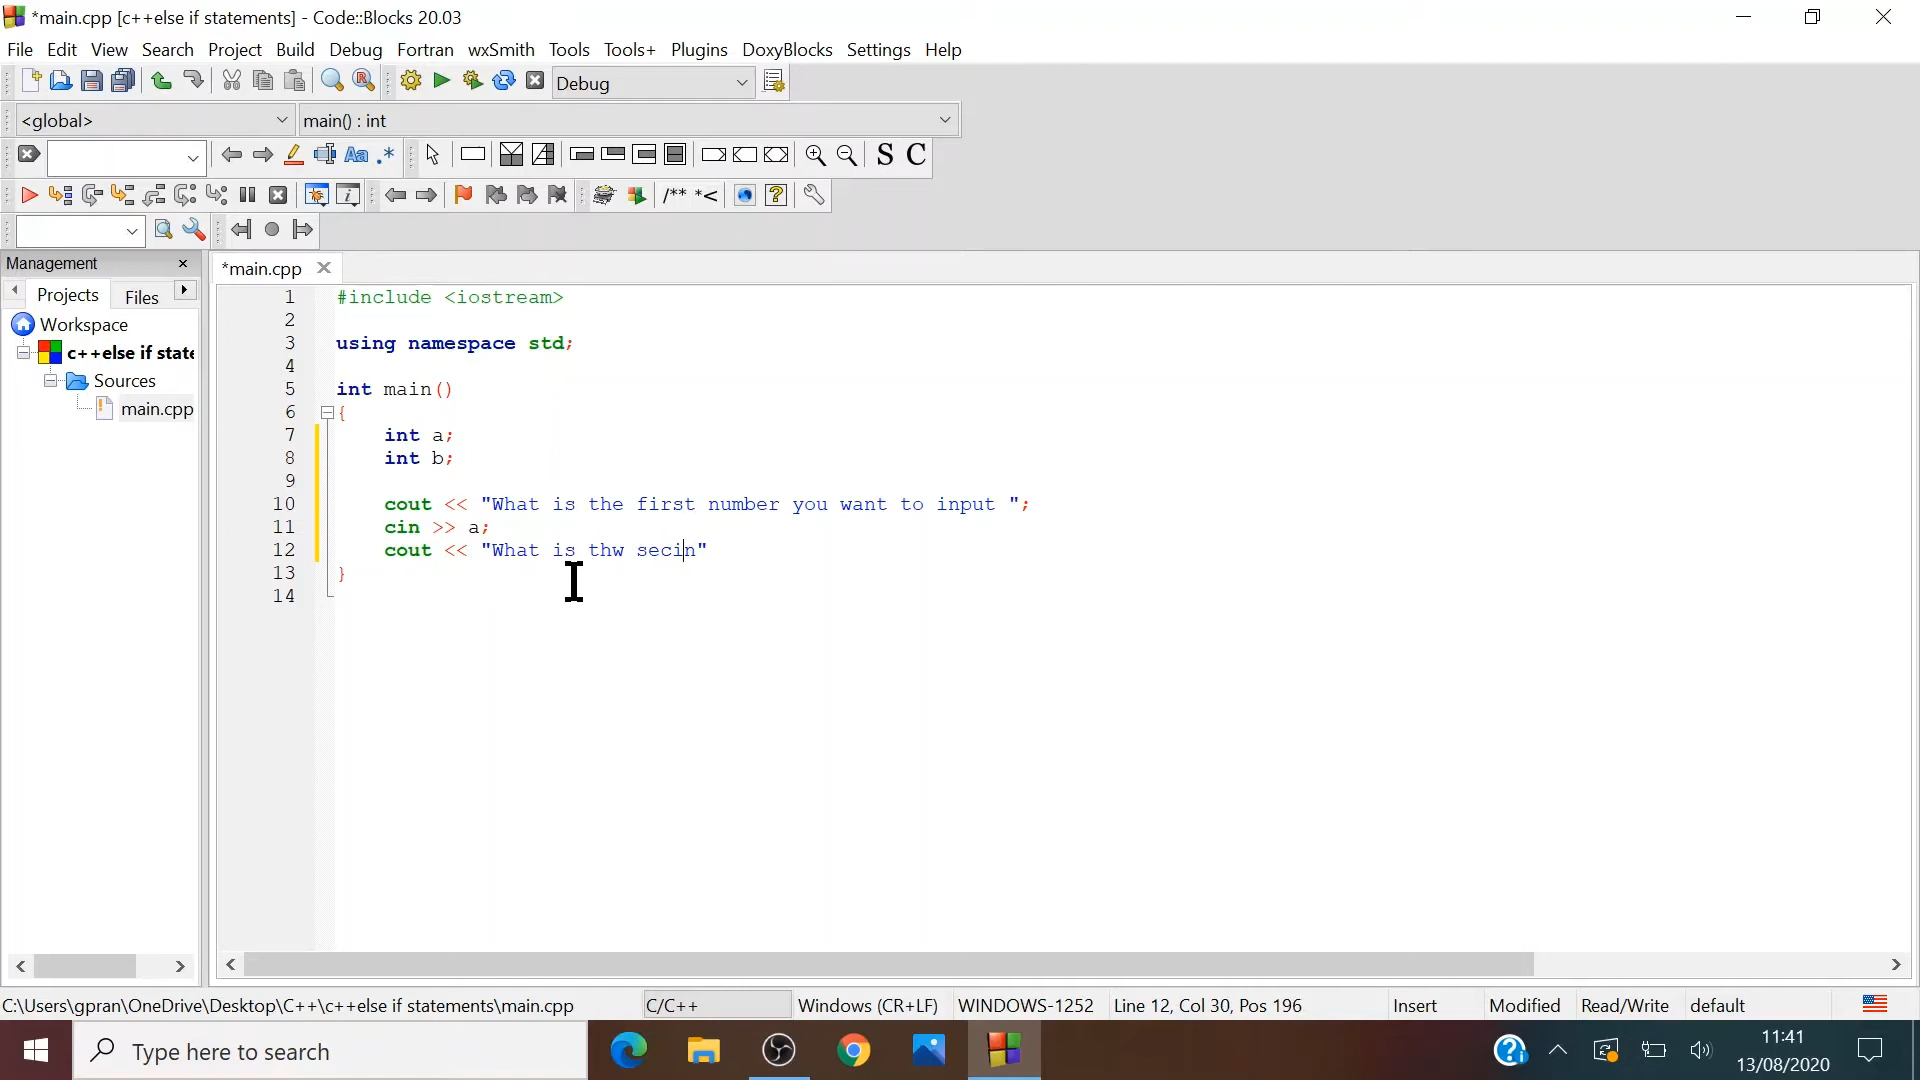 *main.cpp [c++else if statements] - Code::Blocks 20.03
File Edit View Search Project Build Debug Fortran wxSmith Tools Tools+ Plugins DoxyBlocks Settings Help
Debug
<global> main() : int
Aa .* S C
/** *<
Management
*main.cpp
Projects Files
Workspace
c++else if state
Sources
main.cpp
1 #include <iostream>
2
3 using namespace std;
4
5 int main()
6 {
7 int a;
8 int b;
9
10 cout << "What is the first number you want to input ";
11 cin >> a;
12 cout << "What is thw secin"
13 }
14
C:\Users\gpran\OneDrive\Desktop\C++\c++else if statements\main.cpp C/C++ Windows (CR+LF) WINDOWS-1252 Line 12, Col 30, Pos 196 Insert Modified Read/Write default
Type here to search
11:41
13/08/2020